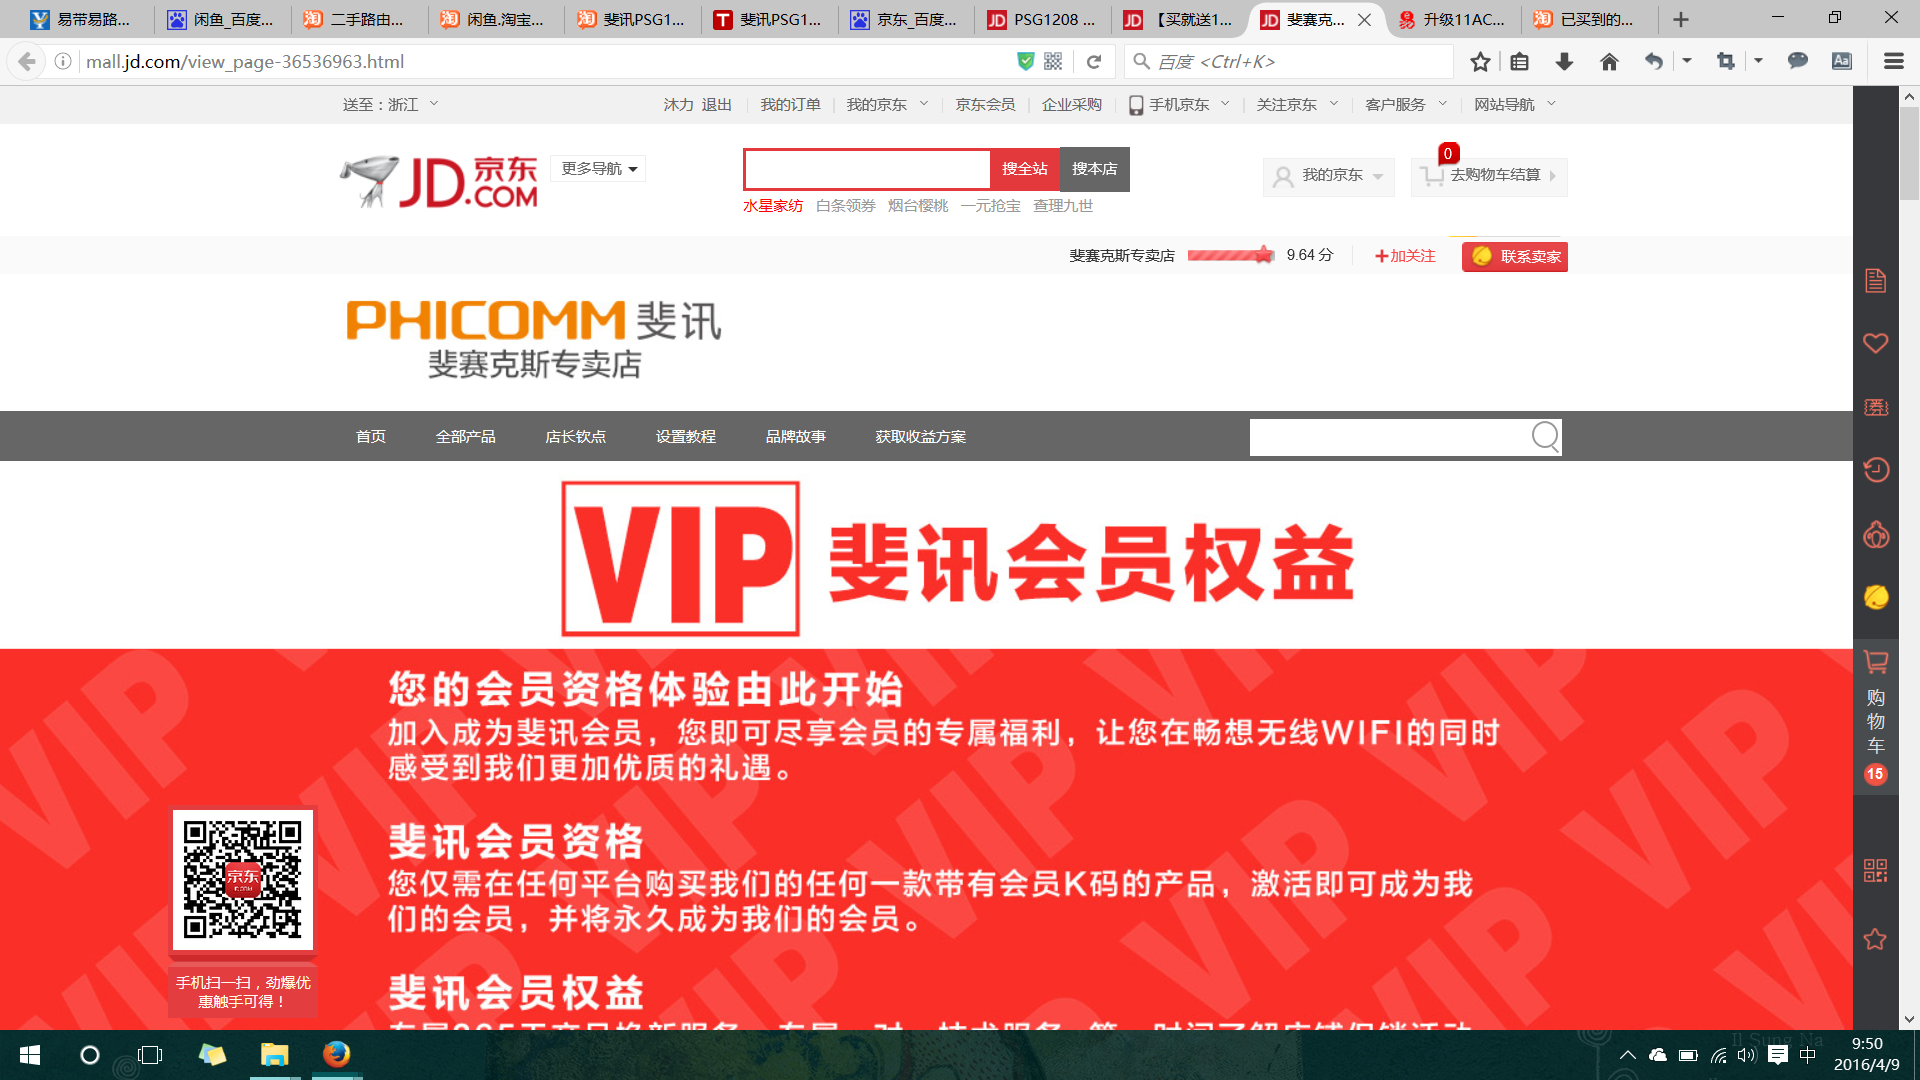 易带易路...
闲鱼_百度...
二手路由...
闲鱼.淘宝...
斐讯PSG1...
斐讯PSG1...
京东_百度...
PSG1208 ...
【买就送1...
斐赛克...
升级11AC...
已买到的...
mall.jd.com/view_page-36536963.html
百度 <Ctrl+K>
送至：浙江
沐力 退出
我的订单
我的京东
京东会员
企业采购
手机京东
关注京东
客户服务
网站导航
JD京东
.COM
更多导航
搜全站
搜本店
我的京东
0
去购物车结算
水星家纺 白条领券 烟台樱桃 一元抢宝 查理九世
斐赛克斯专卖店
9.64 分
加关注
联系卖家
PHICOMM 斐讯
斐赛克斯专卖店
首页
全部产品
店长钦点
设置教程
品牌故事
获取收益方案
VIP 斐讯会员权益
您的会员资格体验由此开始
加入成为斐讯会员，您即可尽享会员的专属福利，让您在畅想无线WIFI的同时
感受到我们更加优质的礼遇。
斐讯会员资格
您仅需在任何平台购买我们的任何一款带有会员K码的产品，激活即可成为我
们的会员，并将永久成为我们的会员。
斐讯会员权益
京东
手机扫一扫，劲爆优
惠触手可得！
券
购
物
车
15
中
9:50
2016/4/9